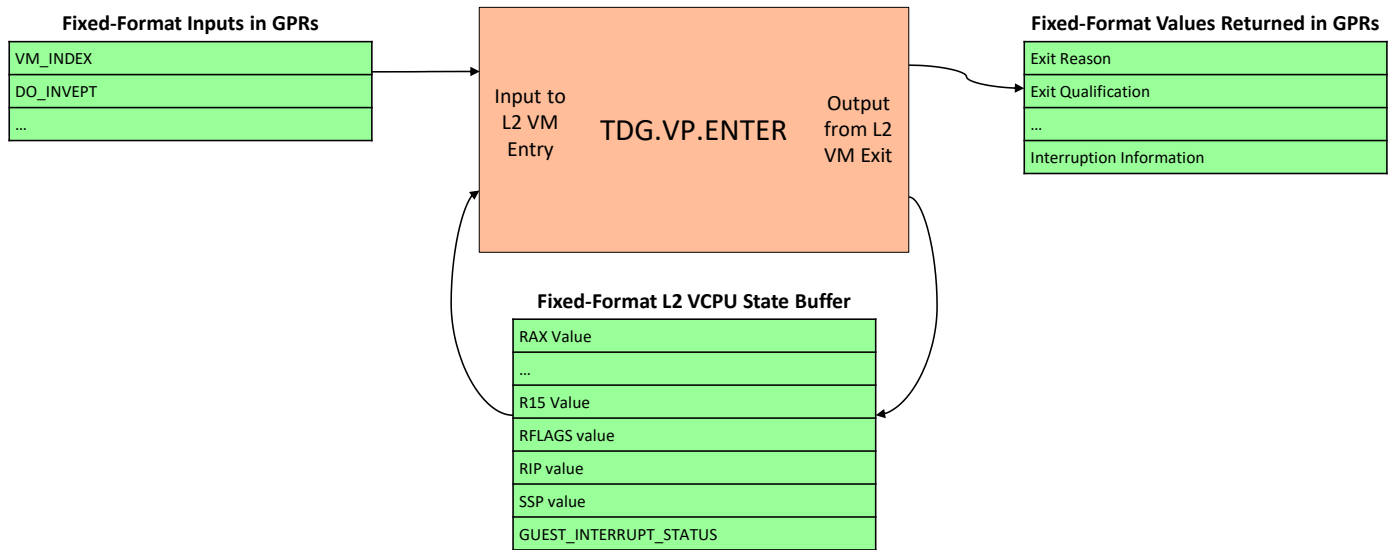 Fixed-Format Inputs in GPRs
VM_INDEX
DO_INVEPT
...
Input to
L2 VM
Entry
TDG.VP.ENTER
Output
from L2
VM Exit
Fixed-Format Values Returned in GPRs
Exit Reason
Exit Qualification
...
Interruption Information
Fixed-Format L2 VCPU State Buffer
RAX Value
...
R15 Value
RFLAGS value
RIP value
SSP value
GUEST_INTERRUPT_STATUS